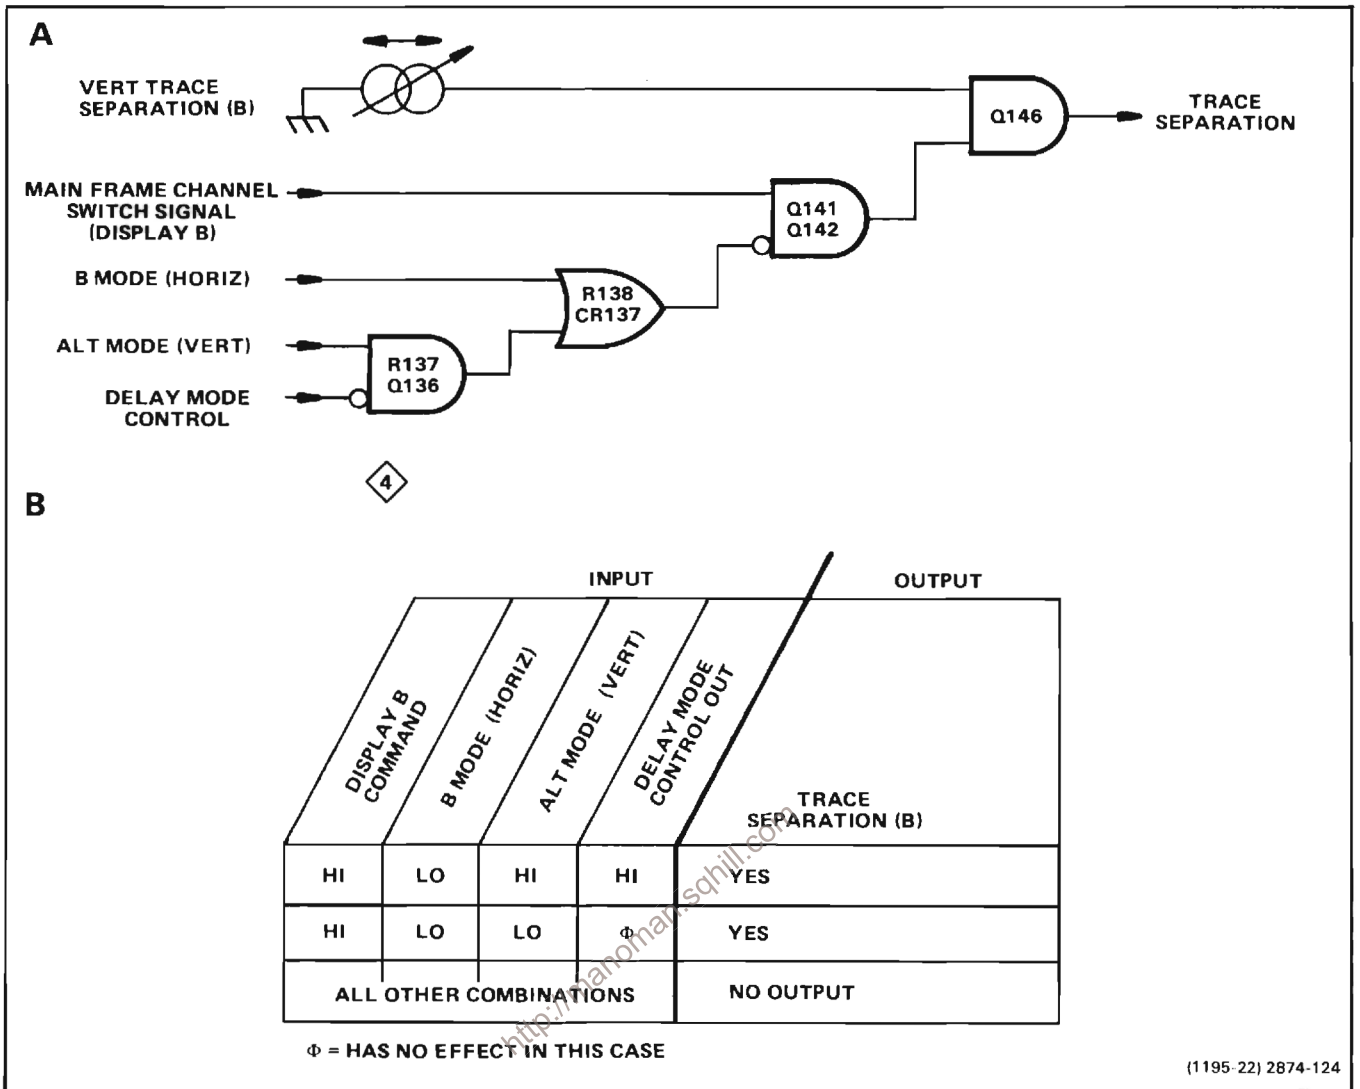 A
VERT TRACE
SEPARATION (B)
Q146
TRACE
SEPARATION
MAIN FRAME CHANNEL
SWITCH SIGNAL
(DISPLAY B)
Q141
Q142
B MODE (HORIZ)
R138
CR137
ALT MODE (VERT)
R137
Q136
DELAY MODE
CONTROL
4
B
INPUT
OUTPUT
DISPLAY B
COMMAND
B MODE (HORIZ)
ALT MODE (VERT)
DELAY MODE
CONTROL OUT
TRACE
SEPARATION (B)
HI LO HI HI YES
HI LO LO Φ YES
ALL OTHER COMBINATIONS NO OUTPUT
Φ = HAS NO EFFECT IN THIS CASE
http://manoman.sqhill.com
(1195-22) 2874-124